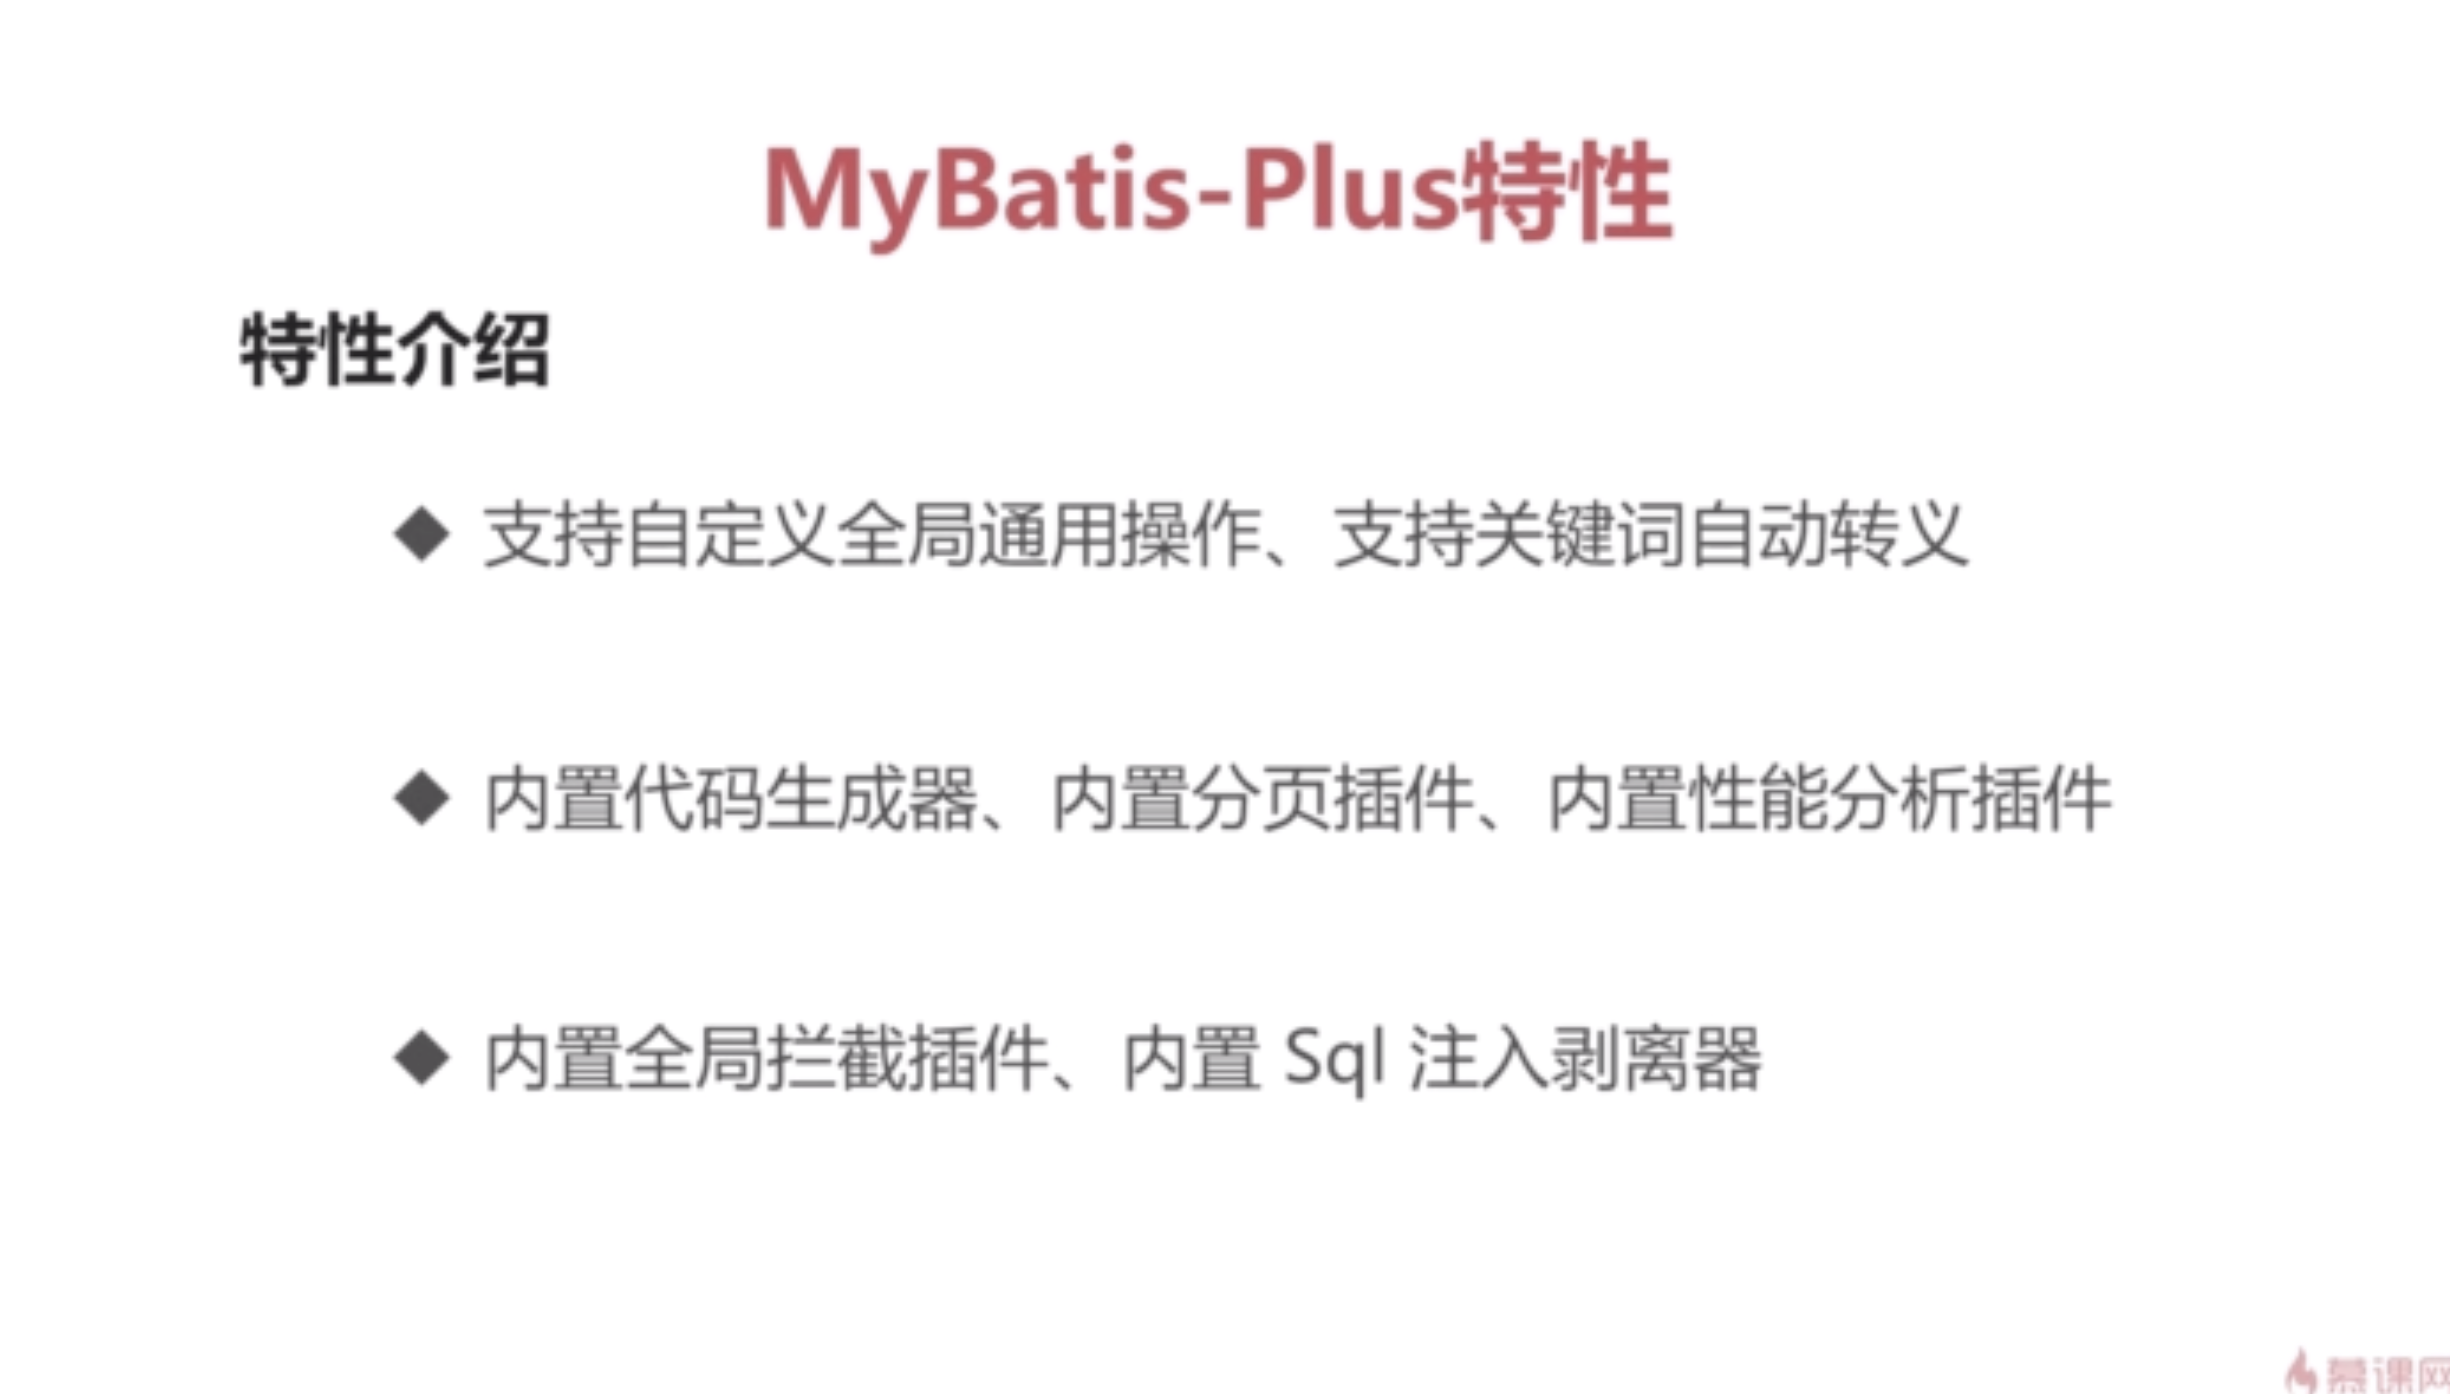 MyBatis-Plus特性
特性介绍
◆ 支持自定义全局通用操作、支持关键词自动转义
◆ 内置代码生成器、内置分页插件、内置性能分析插件
◆ 内置全局拦截插件、内置 Sql 注入剥离器
慕课网